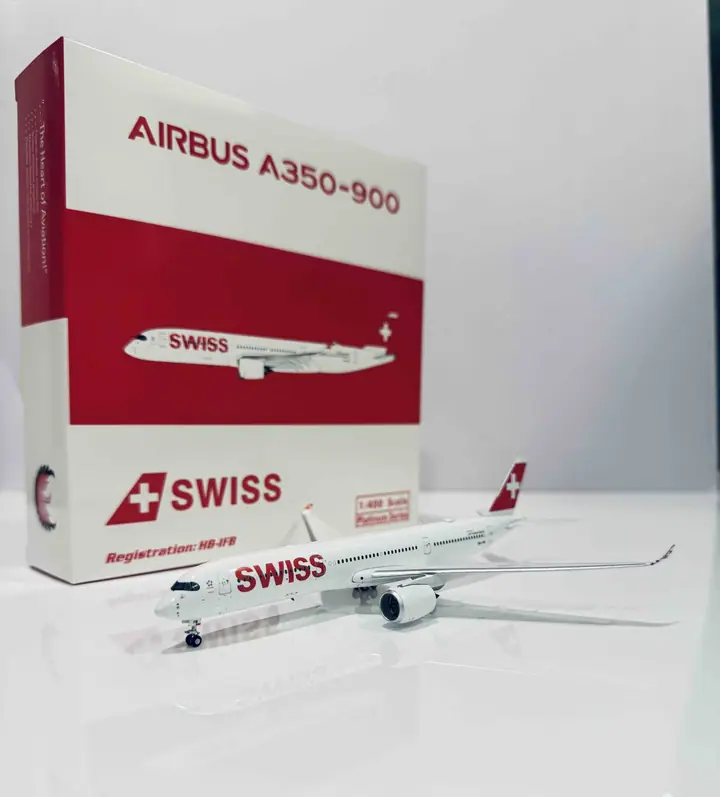 AIRBUS A350-900
"...The Heart of Aviation!"
SWISS
SWISS
1:400 Scale
Platinum Series
Registration: HB-IFB
SWISS